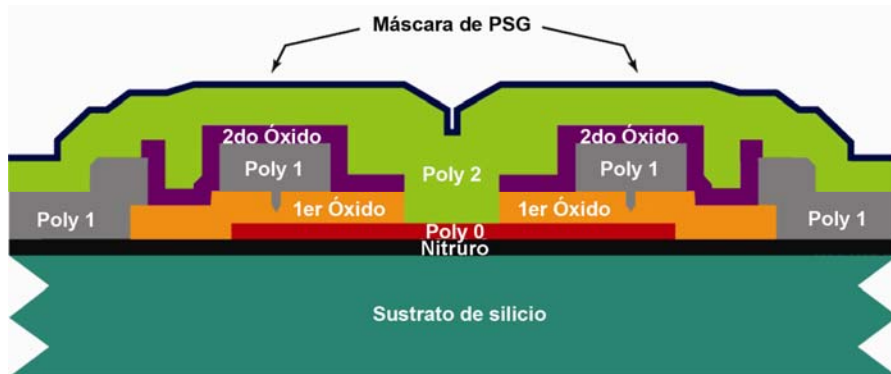 Máscara de PSG
2do Óxido
2do Óxido
Poly 1
Poly 2
Poly 1
Poly 1
1er Óxido
1er Óxido
Poly 1
Poly 0
Nitruro
Sustrato de silicio